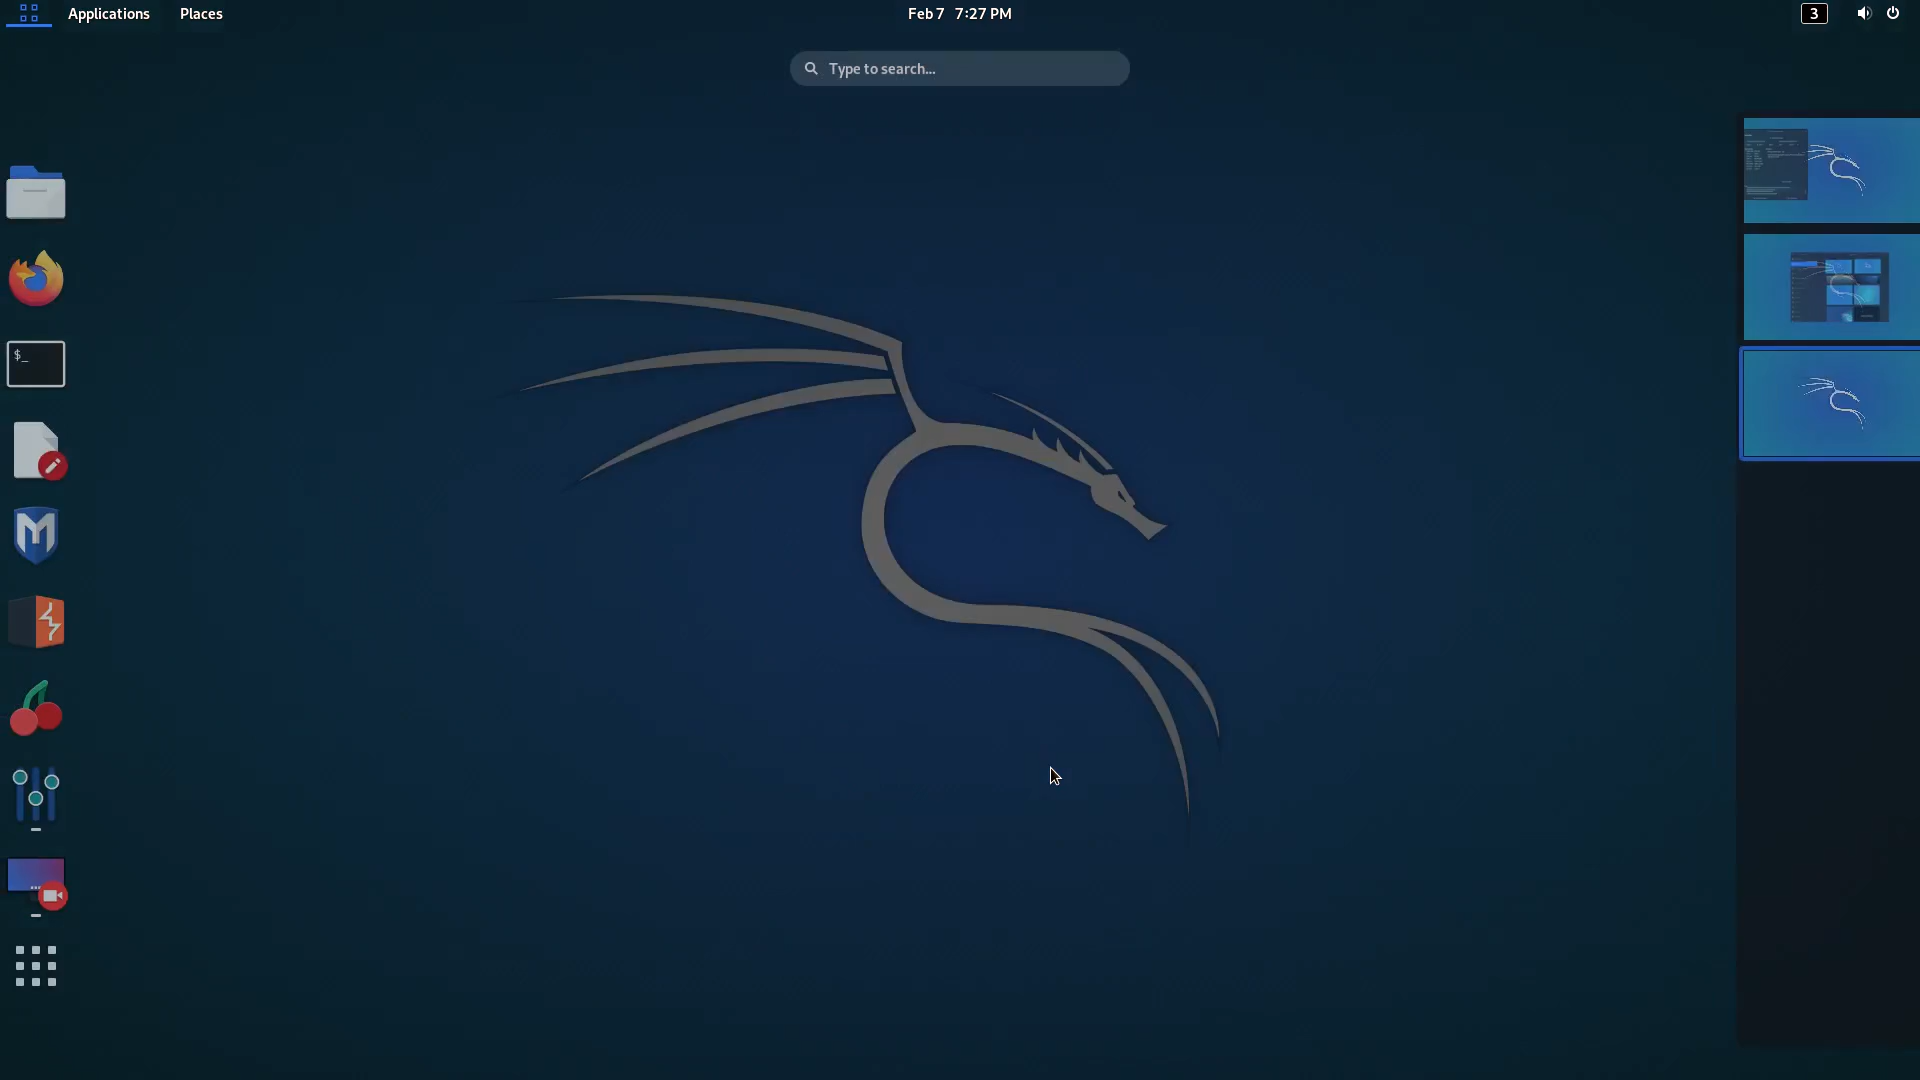 Applications
Places
Feb 7 7:27 PM
3
Type to search...
$_